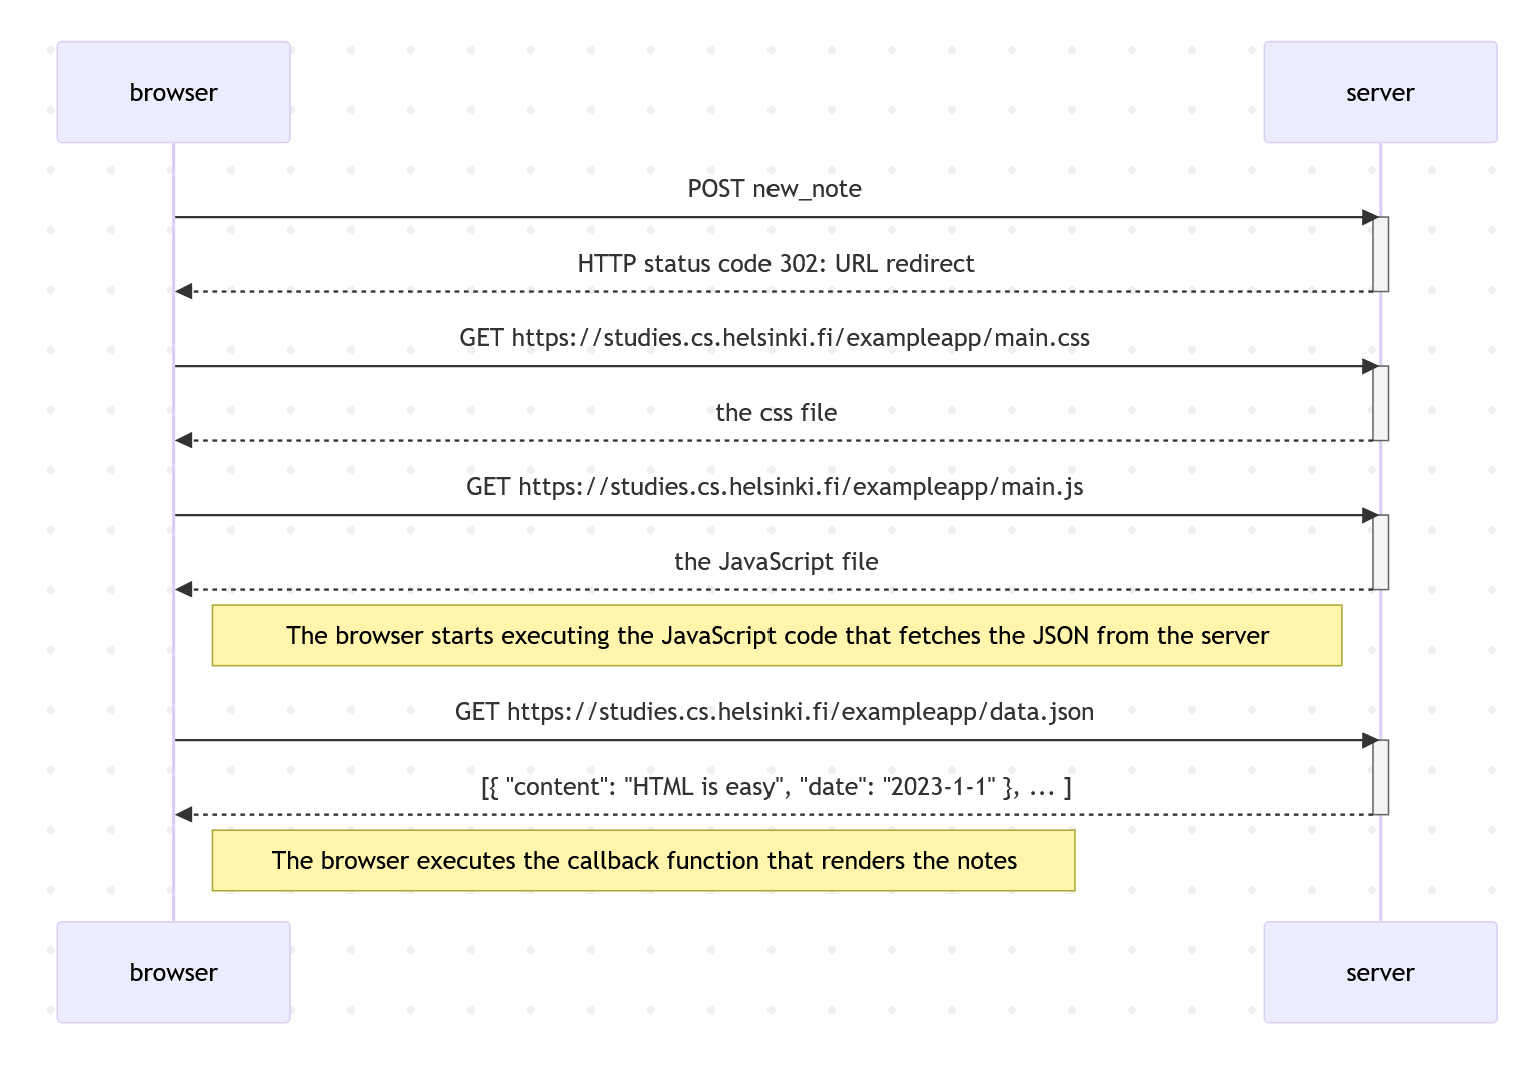 browser
server
POST new_note
HTTP status code 302: URL redirect
GET https://studies.cs.helsinki.fi/exampleapp/main.css
the css file
GET https://studies.cs.helsinki.fi/exampleapp/main.js
the JavaScript file
The browser starts executing the JavaScript code that fetches the JSON from the server
GET https://studies.cs.helsinki.fi/exampleapp/data.json
[{ "content": "HTML is easy", "date": "2023-1-1" }, ... ]
The browser executes the callback function that renders the notes
browser
server